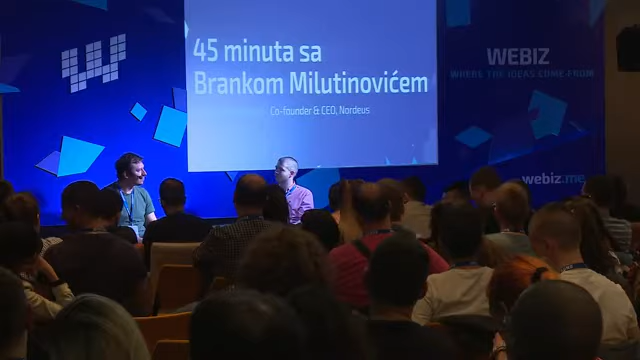 45 minuta sa
Brankom Milutinovićem
Co-founder & CEO, Nordeus
WEBIZ
WHERE THE IDEAS COME FROM
webiz.me